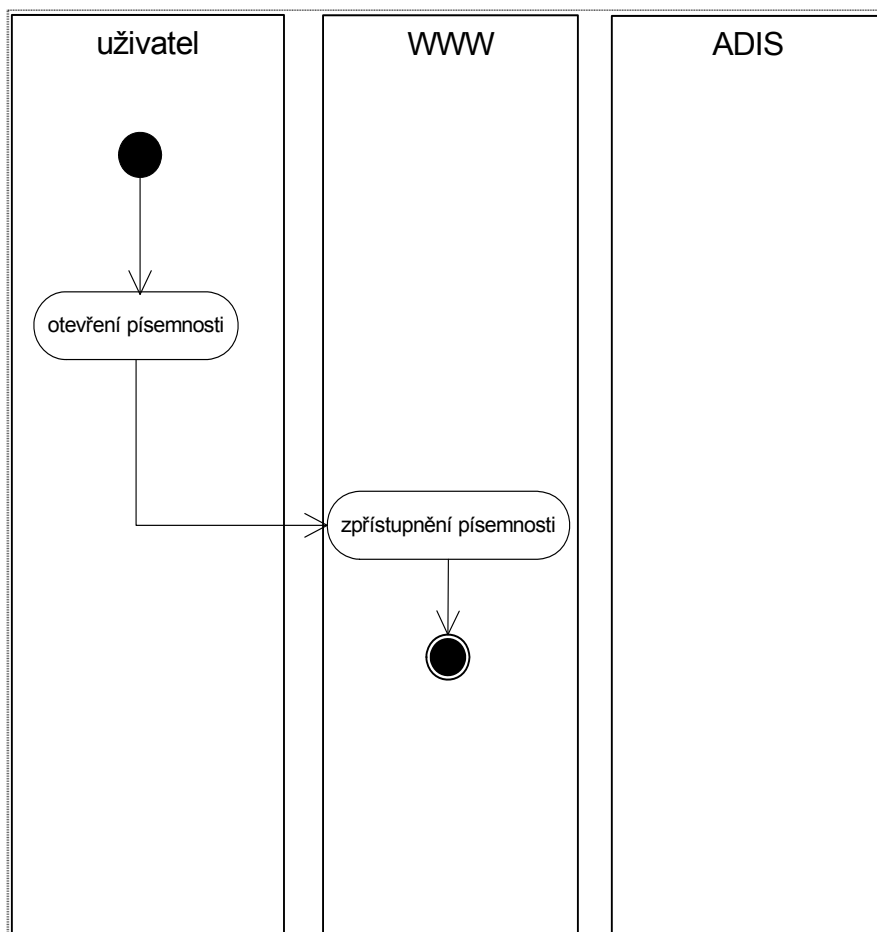 uživatel
WWW
ADIS
otevření písemnosti
zpřístupnění písemnosti